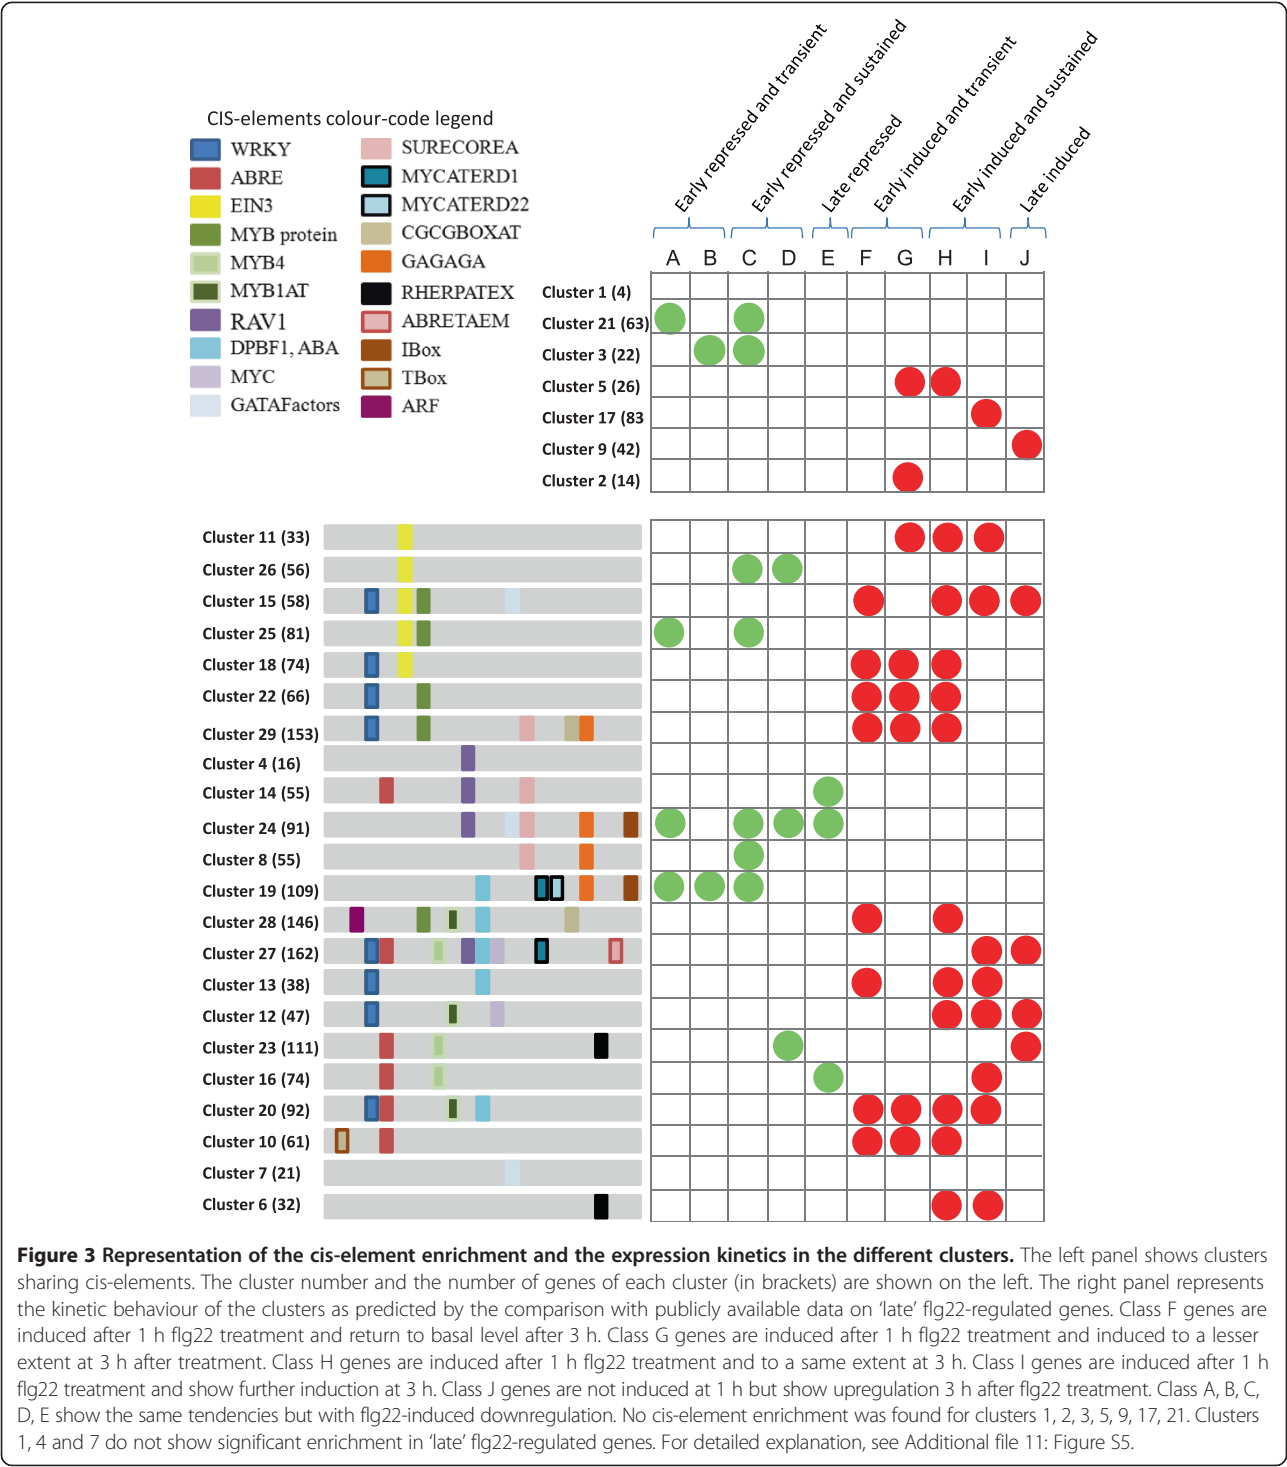 Early repressed and transient
Early repressed and sustained
Late repressed
Early induced and transient
Early induced and sustained
Late induced
CIS-elements colour-code legend
WRKY
ABRE
EIN3
MYB protein
MYB4
MYB1AT
RAV1
DPBF1, ABA
MYC
GATAFactors
SURECOREA
MYCATERD1
MYCATERD22
CGCGBOXAT
GAGAGA
RHERPATEX
ABRETAEM
IBox
TBox
ARF
A B C D E F G H I J
Cluster 1 (4)
Cluster 21 (63)
Cluster 3 (22)
Cluster 5 (26)
Cluster 17 (83
Cluster 9 (42)
Cluster 2 (14)
Cluster 11 (33)
Cluster 26 (56)
Cluster 15 (58)
Cluster 25 (81)
Cluster 18 (74)
Cluster 22 (66)
Cluster 29 (153)
Cluster 4 (16)
Cluster 14 (55)
Cluster 24 (91)
Cluster 8 (55)
Cluster 19 (109)
Cluster 28 (146)
Cluster 27 (162)
Cluster 13 (38)
Cluster 12 (47)
Cluster 23 (111)
Cluster 16 (74)
Cluster 20 (92)
Cluster 10 (61)
Cluster 7 (21)
Cluster 6 (32)
Figure 3 Representation of the cis-element enrichment and the expression kinetics in the different clusters. The left panel shows clusters
sharing cis-elements. The cluster number and the number of genes of each cluster (in brackets) are shown on the left. The right panel represents
the kinetic behaviour of the clusters as predicted by the comparison with publicly available data on ‘late’ flg22-regulated genes. Class F genes are
induced after 1 h flg22 treatment and return to basal level after 3 h. Class G genes are induced after 1 h flg22 treatment and induced to a lesser
extent at 3 h after treatment. Class H genes are induced after 1 h flg22 treatment and to a same extent at 3 h. Class I genes are induced after 1 h
flg22 treatment and show further induction at 3 h. Class J genes are not induced at 1 h but show upregulation 3 h after flg22 treatment. Class A, B, C,
D, E show the same tendencies but with flg22-induced downregulation. No cis-element enrichment was found for clusters 1, 2, 3, 5, 9, 17, 21. Clusters
1, 4 and 7 do not show significant enrichment in ‘late’ flg22-regulated genes. For detailed explanation, see Additional file 11: Figure S5.